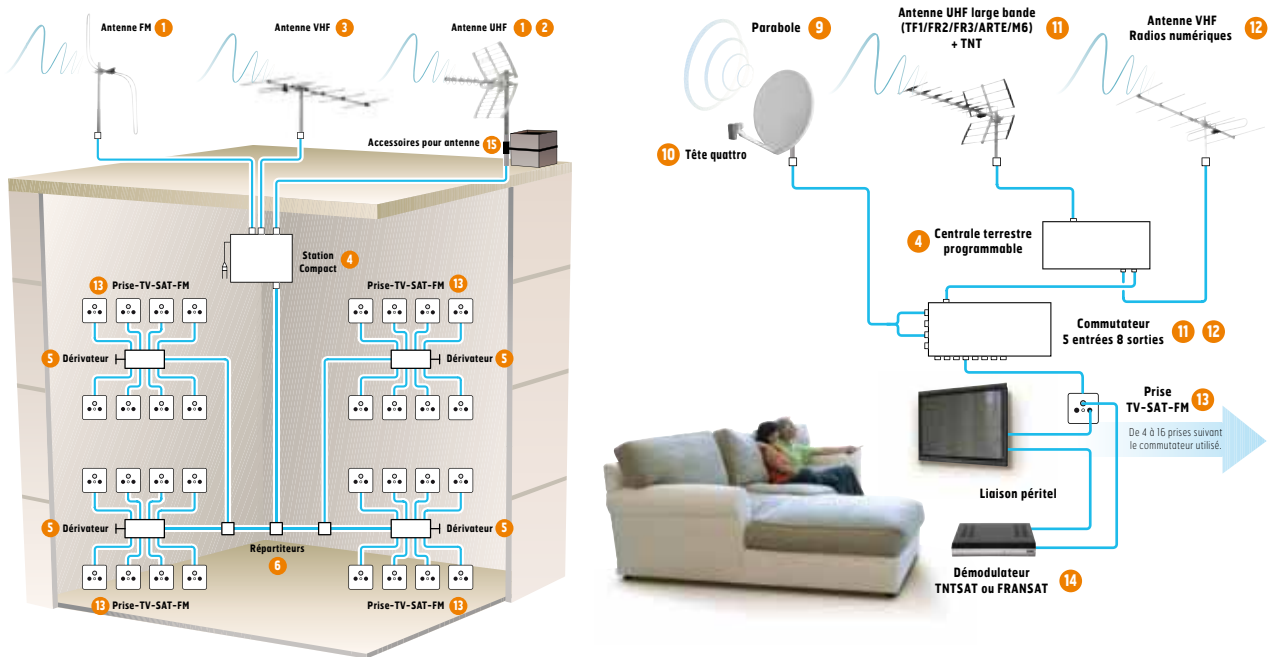 Antenne FM 1
Antenne VHF 3
Antenne UHF 1 2
Accessoires pour antenne 15
Station
Compact 4
13 Prise-TV-SAT-FM
Prise-TV-SAT-FM 13
5 Dérivateur
Dérivateur 5
5 Dérivateur
Dérivateur 5
Répartiteurs
6
13 Prise-TV-SAT-FM
Prise-TV-SAT-FM 13
Parabole 9
Antenne UHF large bande
(TF1/FR2/FR3/ARTE/M6) 11
+ TNT
Antenne VHF 12
Radios numériques
10 Tête quattro
4 Centrale terrestre
programmable
Commutateur
5 entrées 8 sorties 11 12
Prise
TV-SAT-FM 13
De 4 à 16 prises suivant
le commutateur utilisé.
Liaison péritel
Démodulateur
TNTSAT ou FRANSAT 14